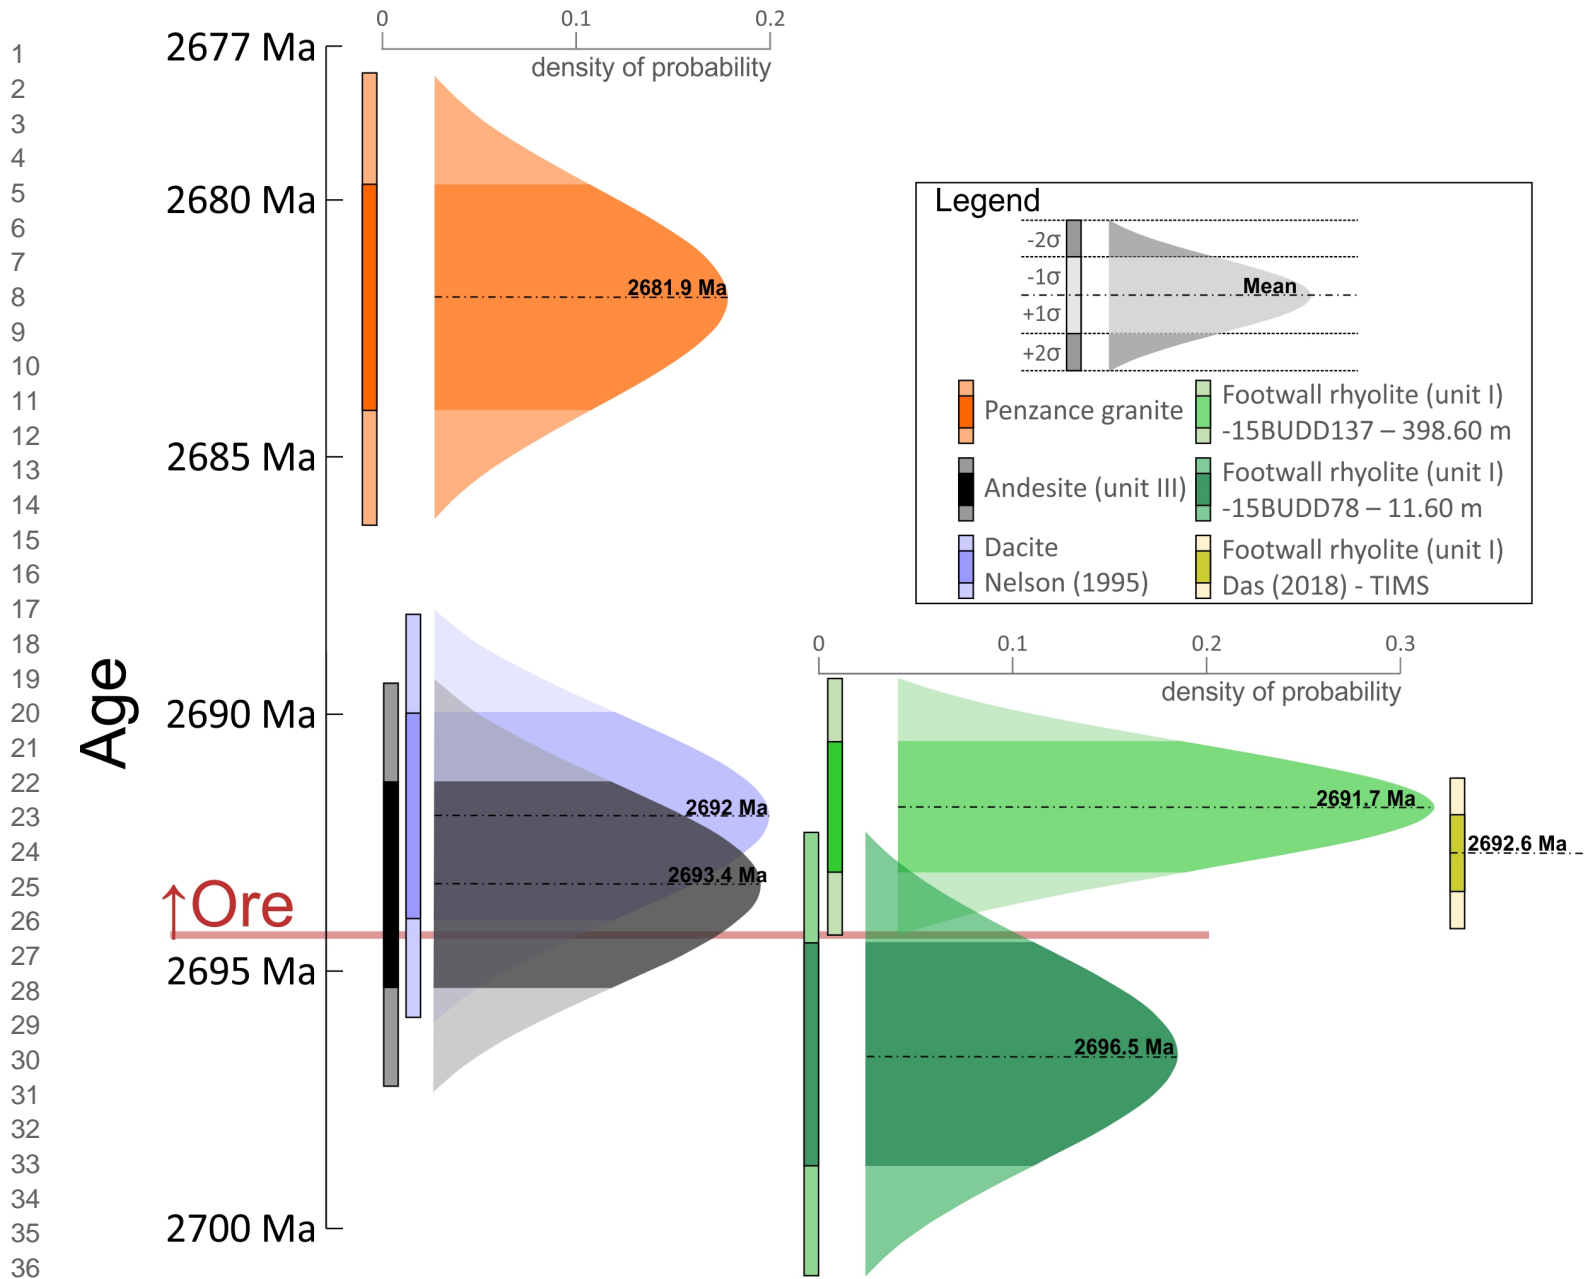 0 0.1 0.2
density of probability
1
2
3
4
5
6
7
8
9
10
11
12
13
14
15
16
17
18
19
20
21
22
23
24
25
26
27
28
29
30
31
32
33
34
35
36
Age
2677 Ma
2680 Ma
2685 Ma
2690 Ma
2695 Ma
2700 Ma
↑Ore
2681.9 Ma
2692 Ma
2693.4 Ma
Legend
-2σ
-1σ
+1σ
+2σ
Mean
Penzance granite
Andesite (unit III)
Dacite
Nelson (1995)
Footwall rhyolite (unit I)
-15BUDD137 – 398.60 m
Footwall rhyolite (unit I)
-15BUDD78 – 11.60 m
Footwall rhyolite (unit I)
Das (2018) - TIMS
0 0.1 0.2 0.3
density of probability
2691.7 Ma
2692.6 Ma
2696.5 Ma